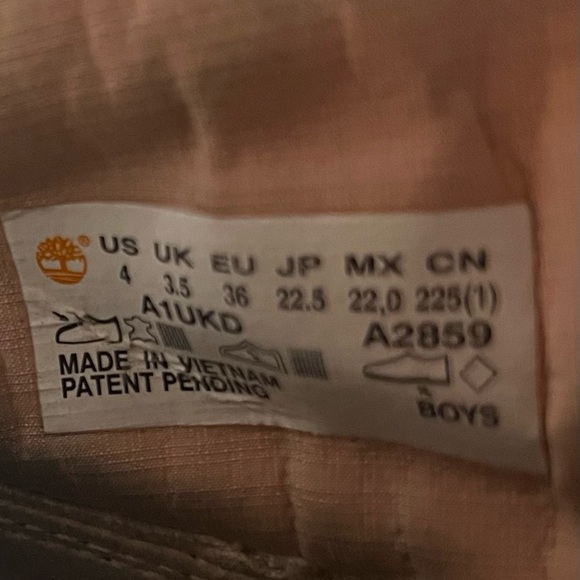 ® US UK EU JP MX CN
4 3.5 36 22.5 22,0 225(1)
A1UKD A2859
MADE IN VIETNAM
PATENT PENDING
BOYS